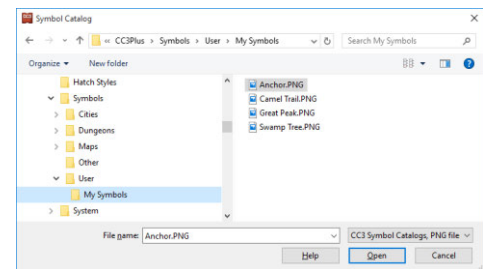 Symbol Catalog
« CC3Plus > Symbols > User > My Symbols
Search My Symbols
Organize
New folder
Hatch Styles
Symbols
Cities
Dungeons
Maps
Other
User
My Symbols
System
Anchor.PNG
Camel Trail.PNG
Great Peak.PNG
Swamp Tree.PNG
File name: Anchor.PNG
CC3 Symbol Catalogs, PNG file
Help
Open
Cancel